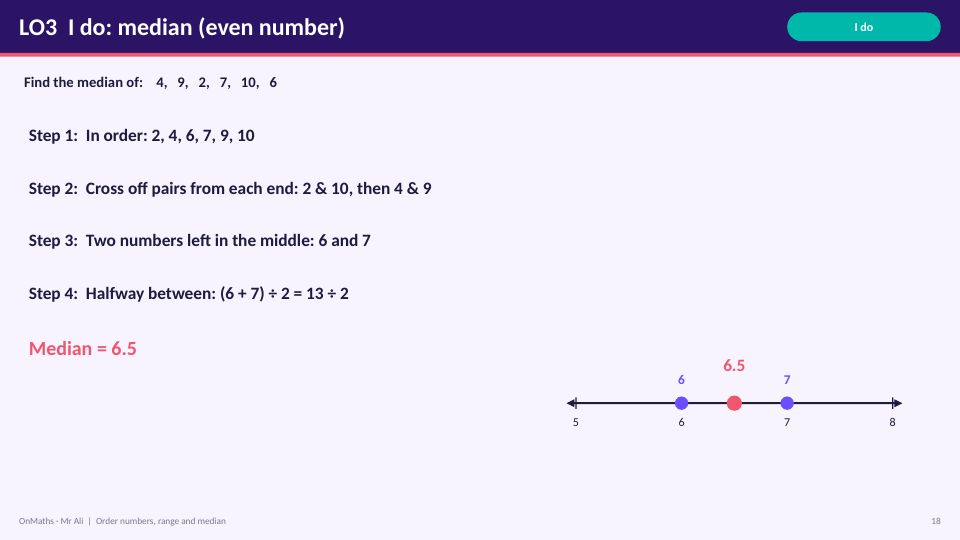 LO3  I do: median (even number)
I do
Find the median of:   4,   9,   2,   7,   10,   6
Step 1:  In order: 2, 4, 6, 7, 9, 10
Step 2:  Cross off pairs from each end: 2 & 10, then 4 & 9
Step 3:  Two numbers left in the middle: 6 and 7
Step 4:  Halfway between: (6 + 7) ÷ 2 = 13 ÷ 2
Median = 6.5
6.5
6 7
5 6 7 8
OnMaths - Mr Ali  |  Order numbers, range and median
18